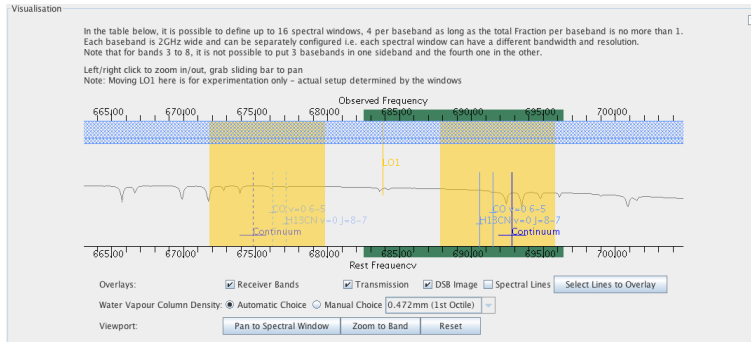 Visualisation
In the table below, it is possible to define up to 16 spectral windows, 4 per baseband as long as the total Fraction per baseband is no more than 1.
Each baseband is 2GHz wide and can be separately configured i.e. each spectral window can have a different bandwidth and resolution.
Note that for bands 3 to 8, it is not possible to put 3 basebands in one sideband and the fourth one in the other.
Left/right click to zoom in/out, grab sliding bar to pan
Note: Moving LO1 here is for experimentation only - actual setup determined by the windows
Observed Frequency
665.00 670.00 675.00 680.00 685.00 690.00 695.00 700.00
LO1
CO v=0 6-5 CO v=0 6-5
H13CN v=0 J=8-7 H13CN v=0 J=8-7
Continuum Continuum
665.00 670.00 675.00 680.00 685.00 690.00 695.00 700.00
Rest Frequency
Overlays: Receiver Bands Transmission DSB Image Spectral Lines Select Lines to Overlay
Water Vapour Column Density: Automatic Choice Manual Choice 0.472mm (1st Octile)
Viewport: Pan to Spectral Window Zoom to Band Reset